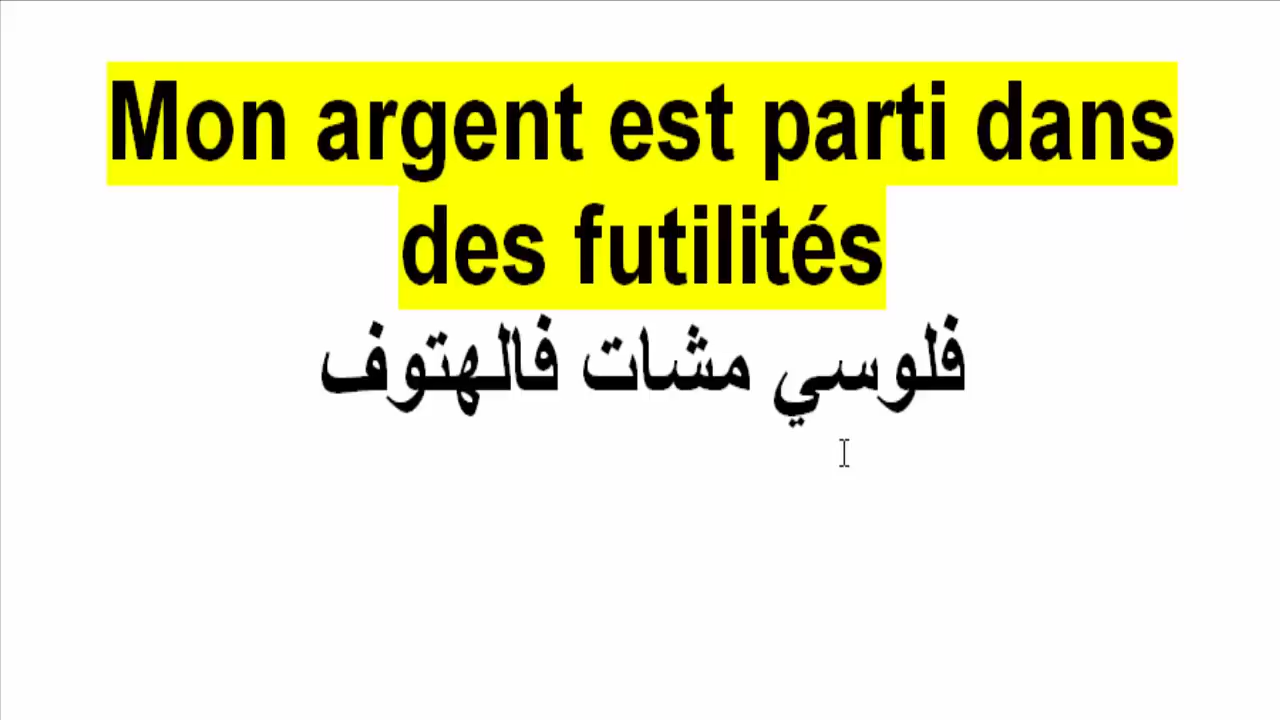 Mon argent est parti dans
des futilités
فلوسي مشات فالهتوف